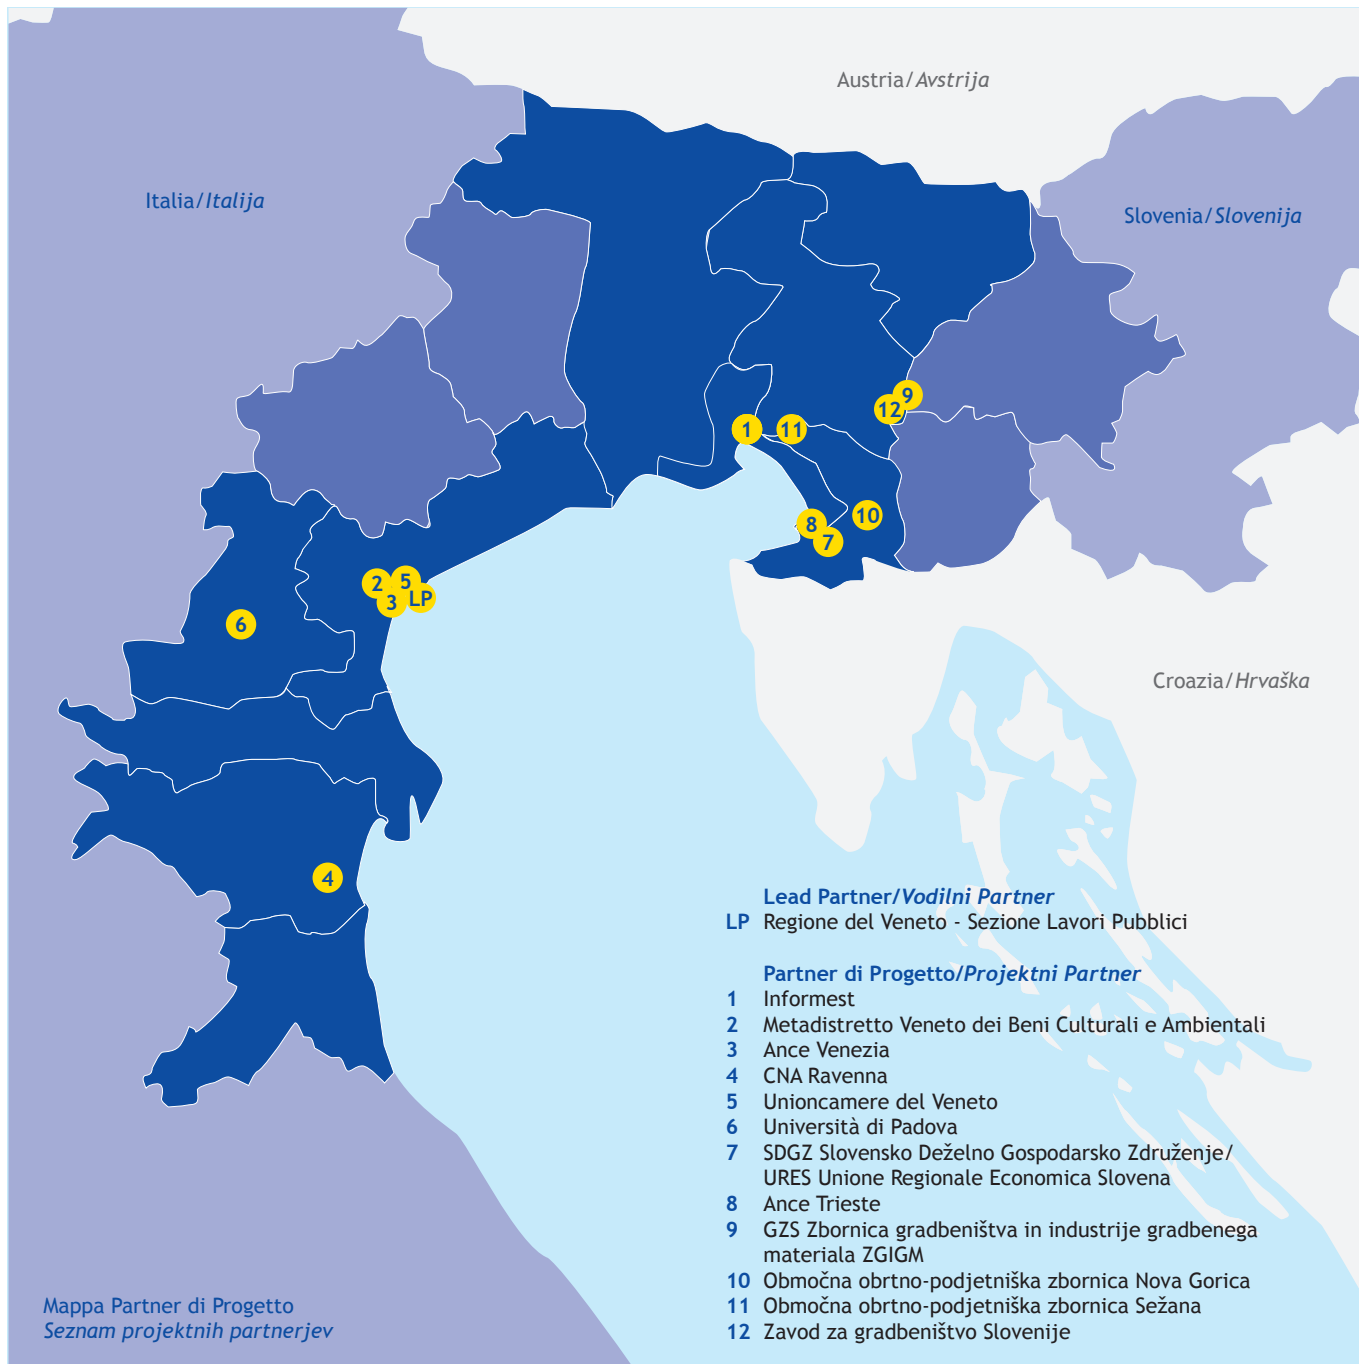 Austria/Avstrija
Italia/Italija
Slovenia/Slovenija
9
12
1
11
10
8
7
2
5
3
LP
6
Croazia/Hrvaška
4
Lead Partner/Vodilni Partner
LP Regione del Veneto - Sezione Lavori Pubblici
Partner di Progetto/Projektni Partner
1 Informest
2 Metadistretto Veneto dei Beni Culturali e Ambientali
3 Ance Venezia
4 CNA Ravenna
5 Unioncamere del Veneto
6 Università di Padova
7 SDGZ Slovensko Deželno Gospodarsko Združenje/
URES Unione Regionale Economica Slovena
8 Ance Trieste
9 GZS Zbornica gradbeništva in industrije gradbenega
materiala ZGIGM
10 Območna obrtno-podjetniška zbornica Nova Gorica
11 Območna obrtno-podjetniška zbornica Sežana
12 Zavod za gradbeništvo Slovenije
Mappa Partner di Progetto
Seznam projektnih partnerjev